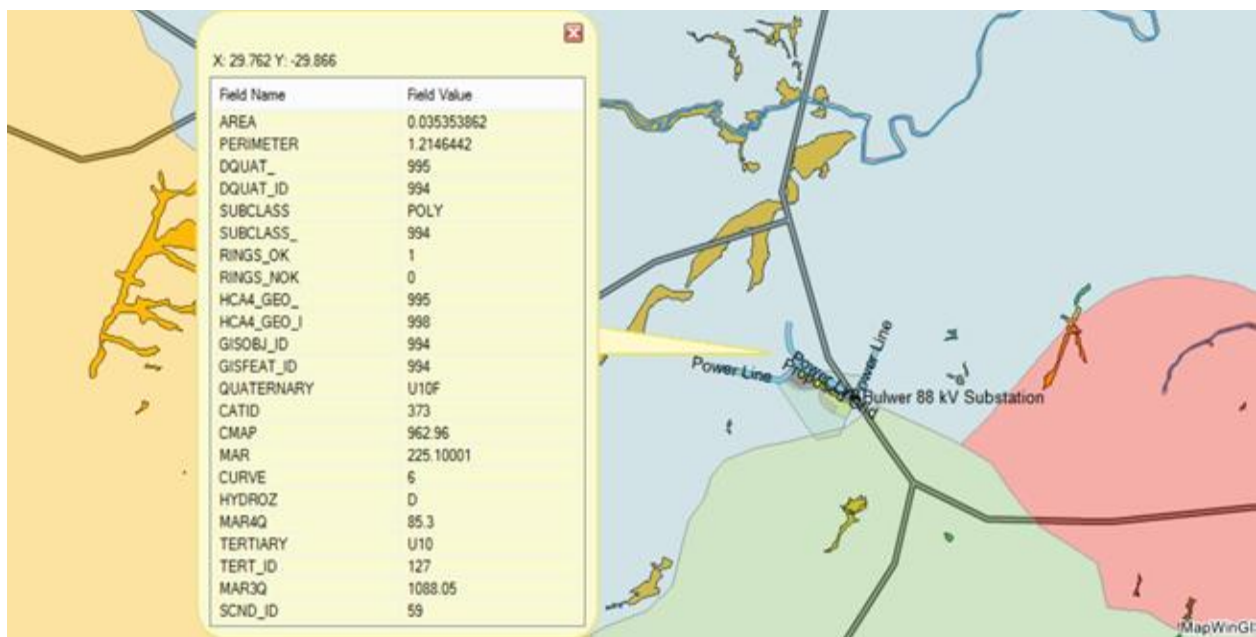 X: 29.762 Y: -29.866
Field Name Field Value
AREA 0.035353862
PERIMETER 1.2146442
DQUAT_ 995
DQUAT_ID 994
SUBCLASS POLY
SUBCLASS_ 994
RINGS_OK 1
RINGS_NOK 0
HCA4_GEO_ 995
HCA4_GEO_I 998
GISOBJ_ID 994
GISFEAT_ID 994
QUATERNARY U10F
CATID 373
CMAP 962.96
MAR 225.10001
CURVE 6
HYDROZ D
MAR4Q 85.3
TERTIARY U10
TERT_ID 127
MAR3Q 1088.05
SCND_ID 59
Power Line
Power Line
Power Line
Bulwer 88 kV Substation
MapWinGI